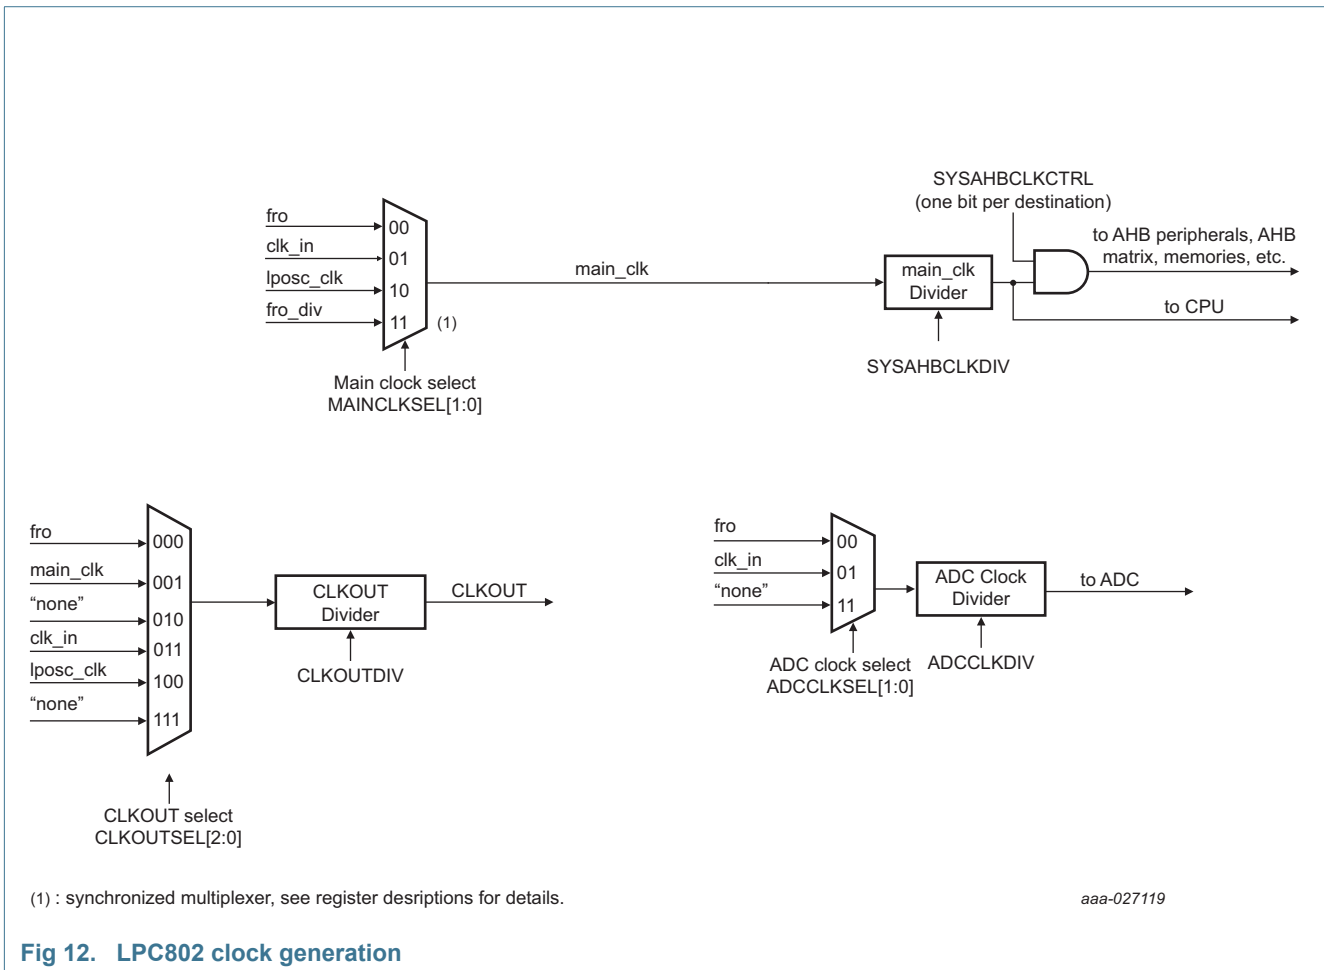 SYSAHBCLKCTRL
(one bit per destination)
fro
00
clk_in
01
lposc_clk
10
fro_div
11
(1)
main_clk
main_clk
Divider
to AHB peripherals, AHB
matrix, memories, etc.
to CPU
Main clock select
MAINCLKSEL[1:0]
SYSAHBCLKDIV
fro
000
main_clk
001
“none”
010
clk_in
011
lposc_clk
100
“none”
111
CLKOUT
Divider
CLKOUT
CLKOUTDIV
CLKOUT select
CLKOUTSEL[2:0]
fro
00
clk_in
01
“none”
11
ADC Clock
Divider
to ADC
ADC clock select
ADCCLKSEL[1:0]
ADCCLKDIV
(1) : synchronized multiplexer, see register desriptions for details.
aaa-027119
Fig 12. LPC802 clock generation